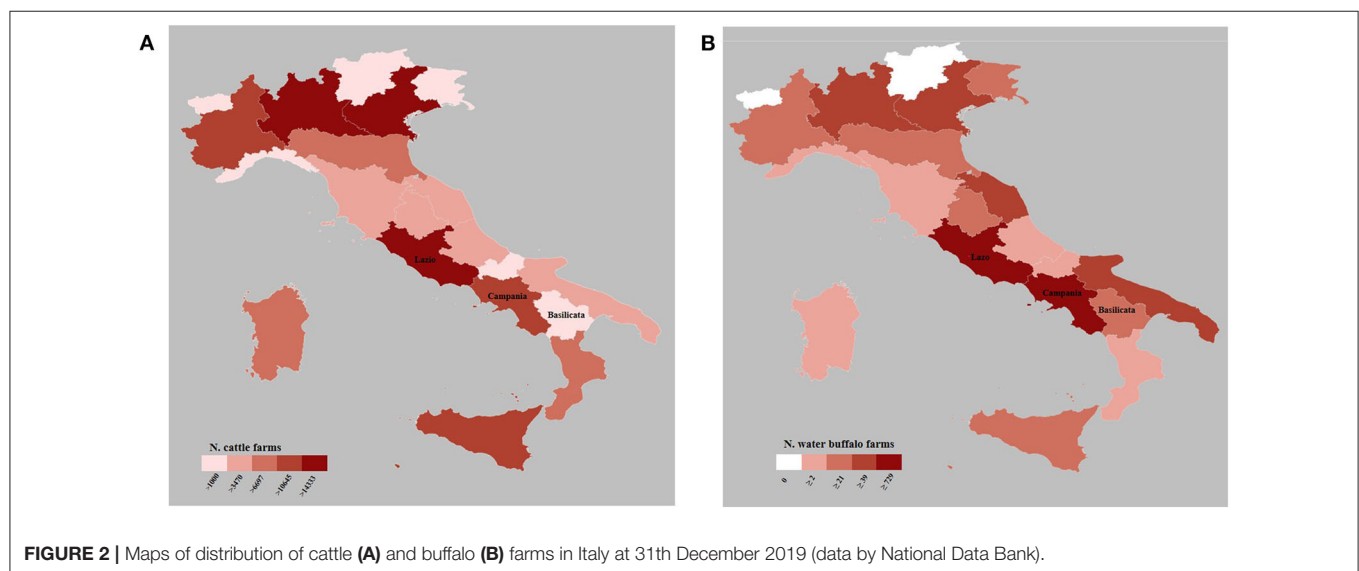 A
B
Lazio
Campania
Basilicata
N. cattle farms
>1000
>3470
>6697
>10645
>14333
Lazio
Campania
Basilicata
N. water buffalo farms
0
≥2
≥21
≥39
≥729
FIGURE 2 | Maps of distribution of cattle (A) and buffalo (B) farms in Italy at 31th December 2019 (data by National Data Bank).